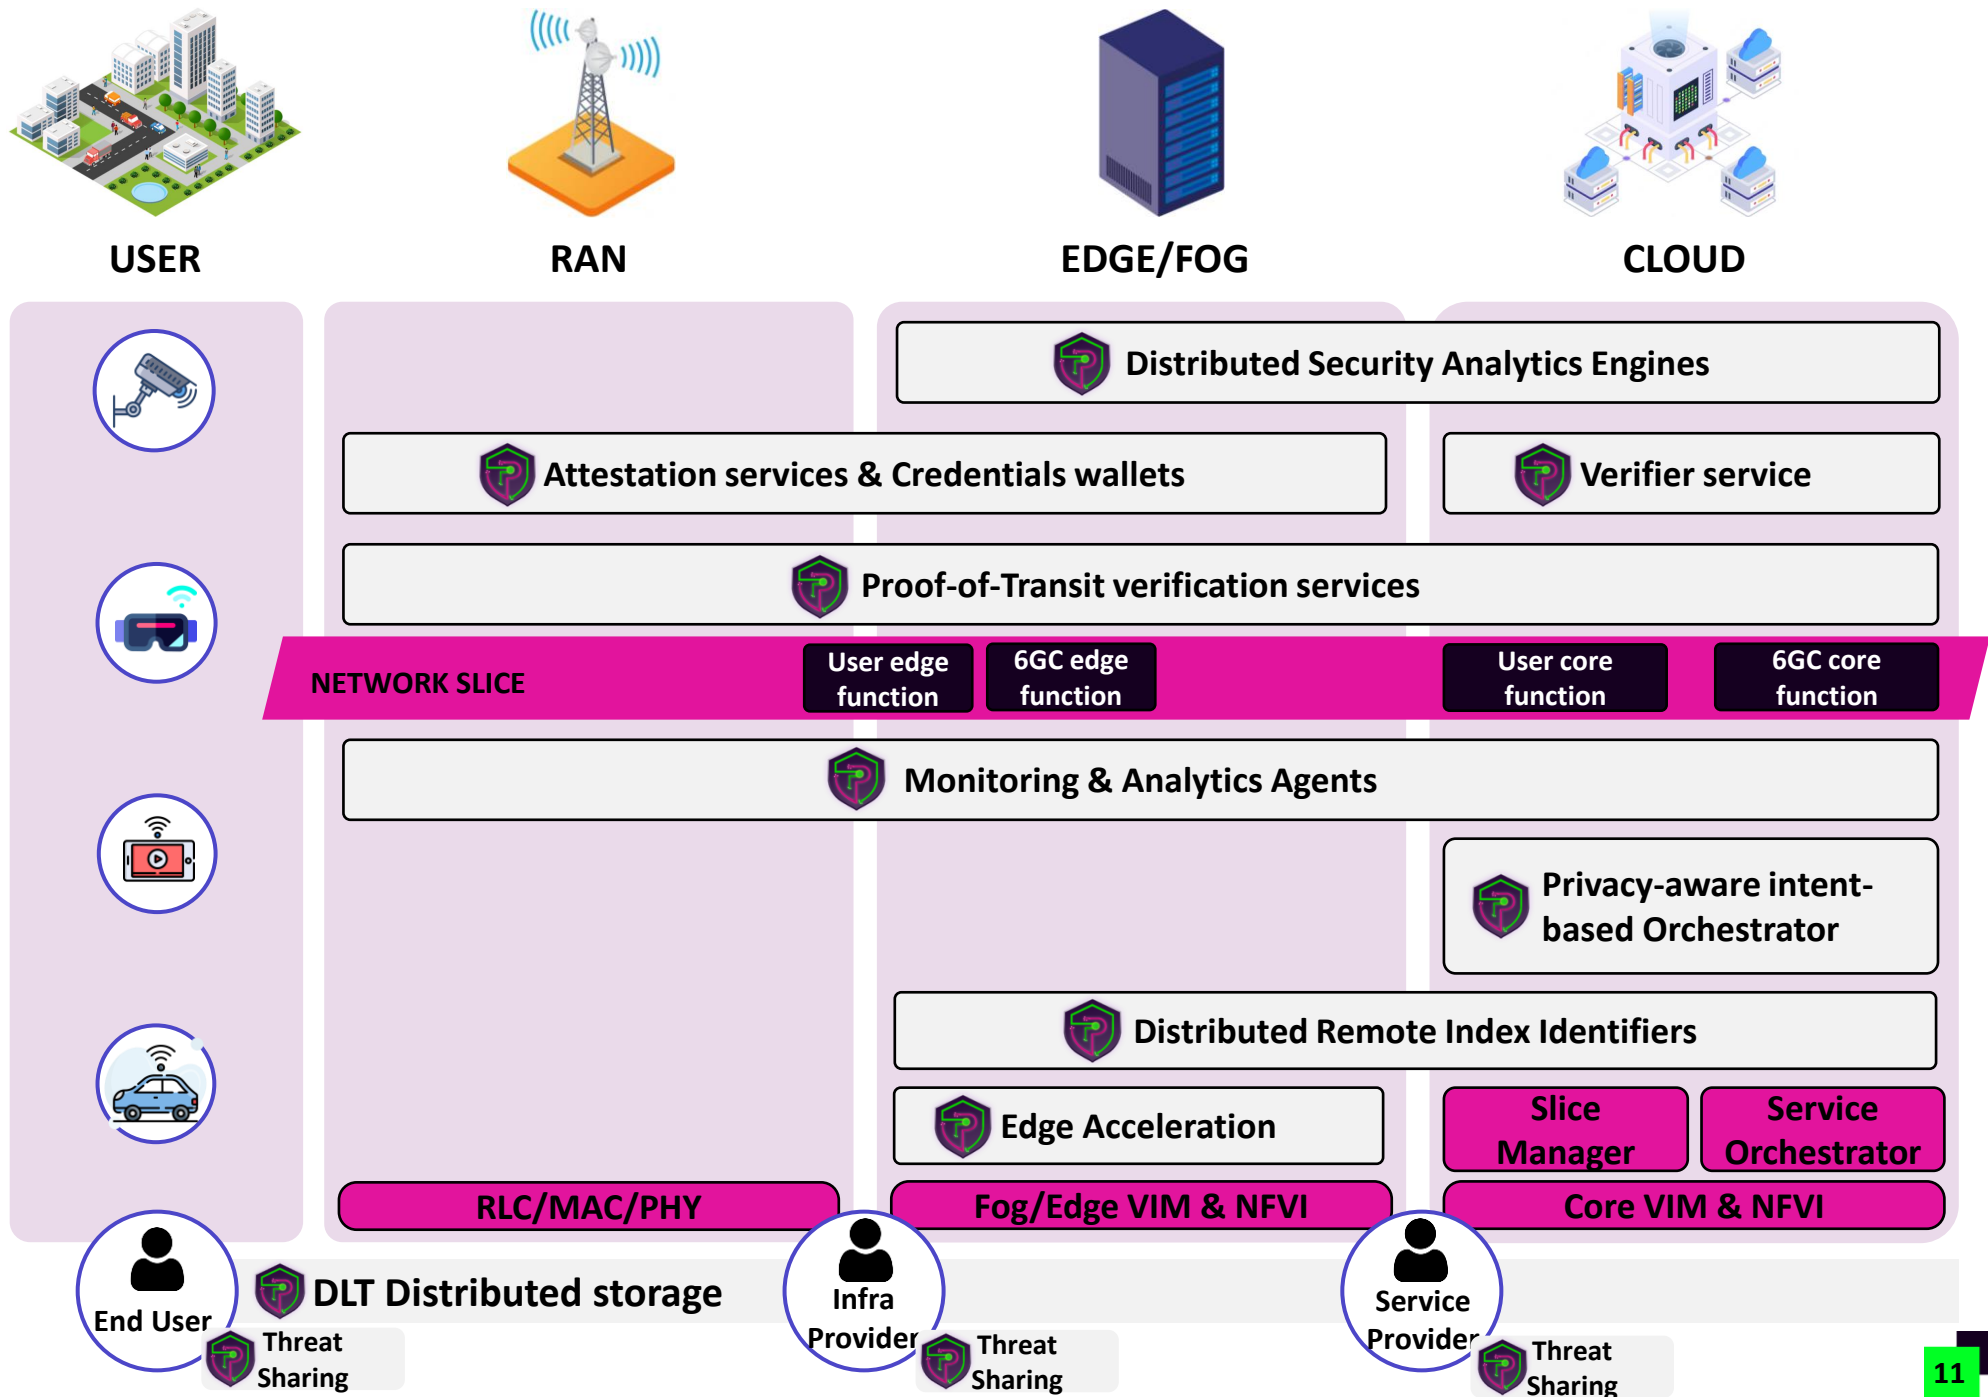 USER
RAN
EDGE/FOG
CLOUD
Distributed Security Analytics Engines
Attestation services & Credentials wallets
Verifier service
Proof-of-Transit verification services
NETWORK SLICE
User edge
function
6GC edge
function
User core
function
6GC core
function
Monitoring & Analytics Agents
Privacy-aware intent-
based Orchestrator
Distributed Remote Index Identifiers
Edge Acceleration
Slice
Manager
Service
Orchestrator
RLC/MAC/PHY
Fog/Edge VIM & NFVI
Core VIM & NFVI
End User
DLT Distributed storage
Infra
Provider
Service
Provider
Threat
Sharing
Threat
Sharing
Threat
Sharing
11